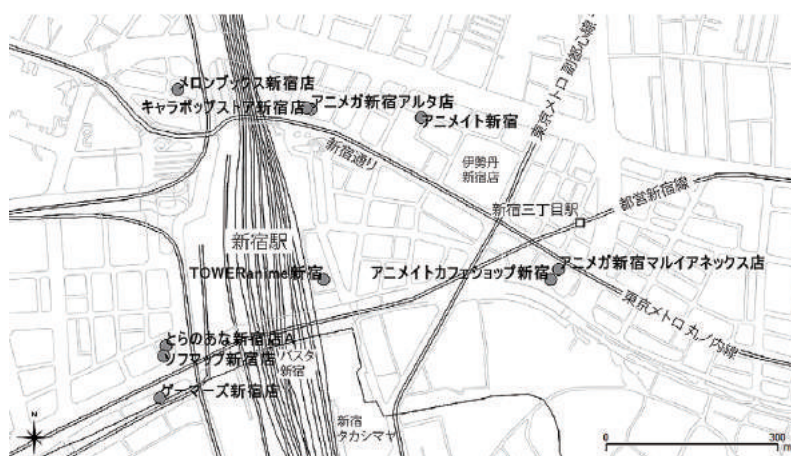 東京メトロ 副都心線
メロンブックス新宿店
キャラポップストア新宿店
アニメガ新宿アルタ店
アニメイト新宿
新宿通り
伊勢丹
新宿店
新宿三丁目駅
都営新宿線
新宿駅
TOWERanime新宿
アニメイトカフェショップ新宿
アニメガ新宿マルイアネックス店
東京メトロ 丸ノ内線
とらのあな新宿店A
ソフマップ新宿店
バスタ
新宿
ゲーマーズ新宿店
新宿
タカシマヤ
N
0
300
m